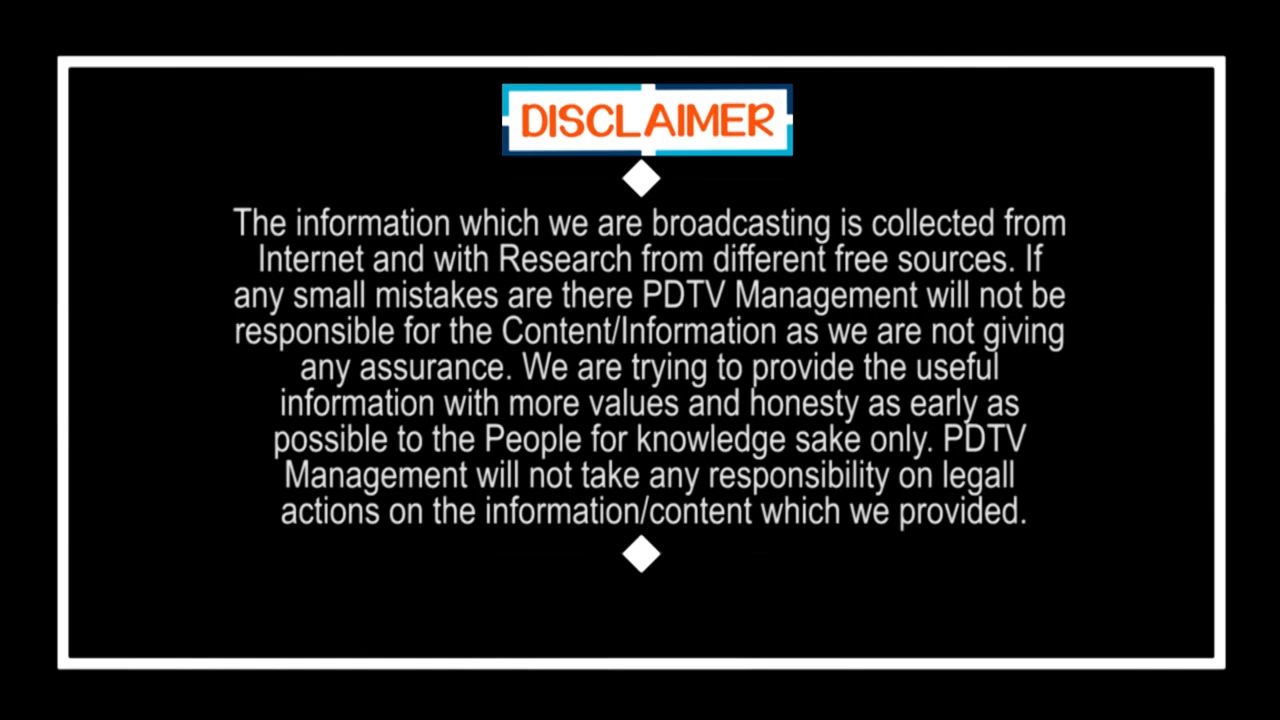 DISCLAIMER
The information which we are broadcasting is collected from
Internet and with Research from different free sources. If
any small mistakes are there PDTV Management will not be
responsible for the Content/Information as we are not giving
any assurance. We are trying to provide the useful
information with more values and honesty as early as
possible to the People for knowledge sake only. PDTV
Management will not take any responsibility on legall
actions on the information/content which we provided.